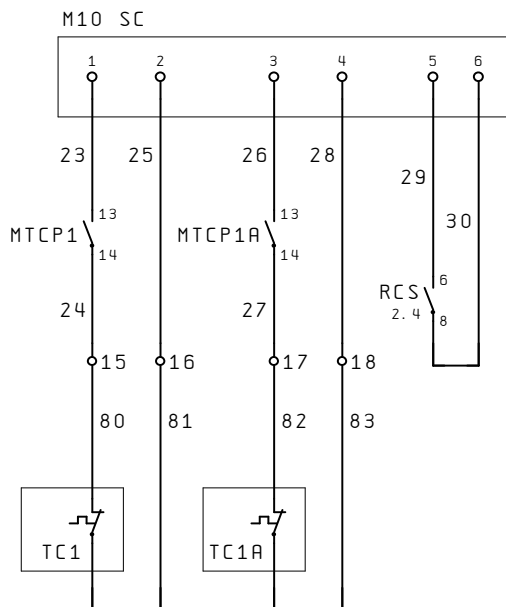 M10 SC
1 2 3 4 5 6
23 25 26 28
29
30
13 13
MTCP1 MTCP1A
14 14
6
RCS
2.4 8
24 27
15 16 17 18
80 81 82 83
TC1 TC1A